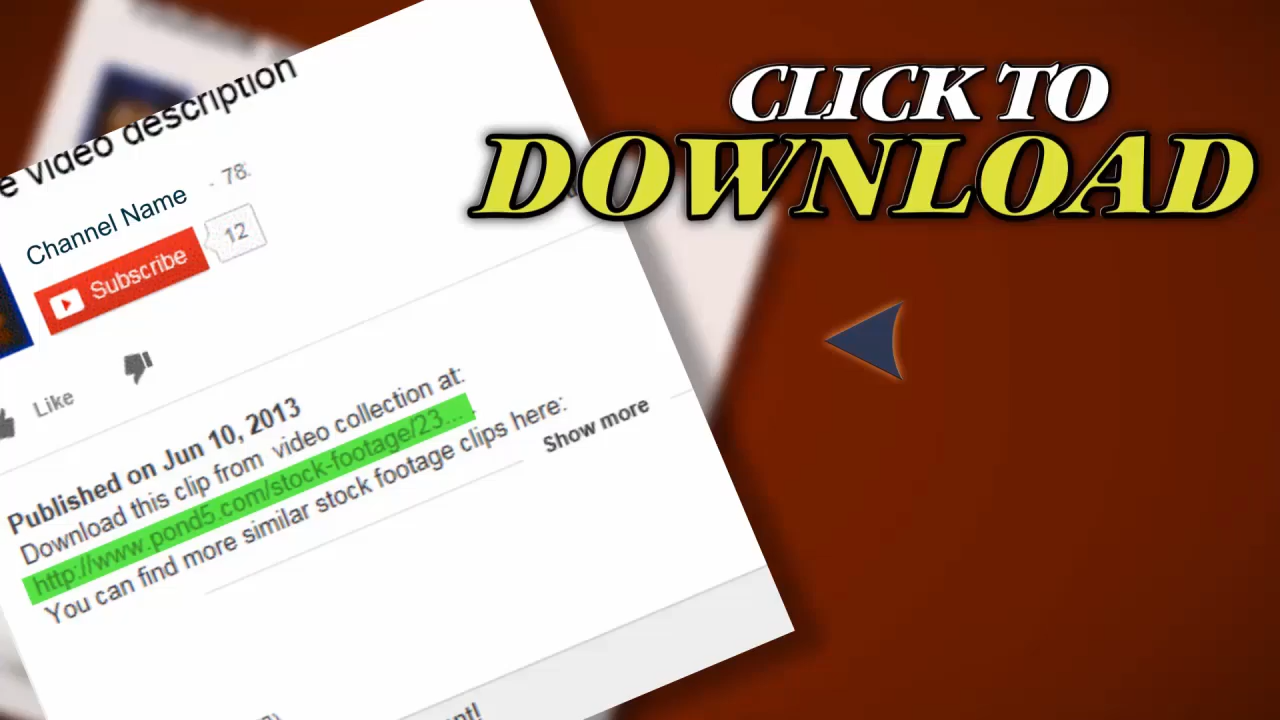 CLICK TO
DOWNLOAD
e video description
Channel Name
78.
Subscribe
12
Like
Published on Jun 10, 2013
Download this clip from video collection at:
http://www.pond5.com/stock-footage/23... .
You can find more similar stock footage clips here:
Show more